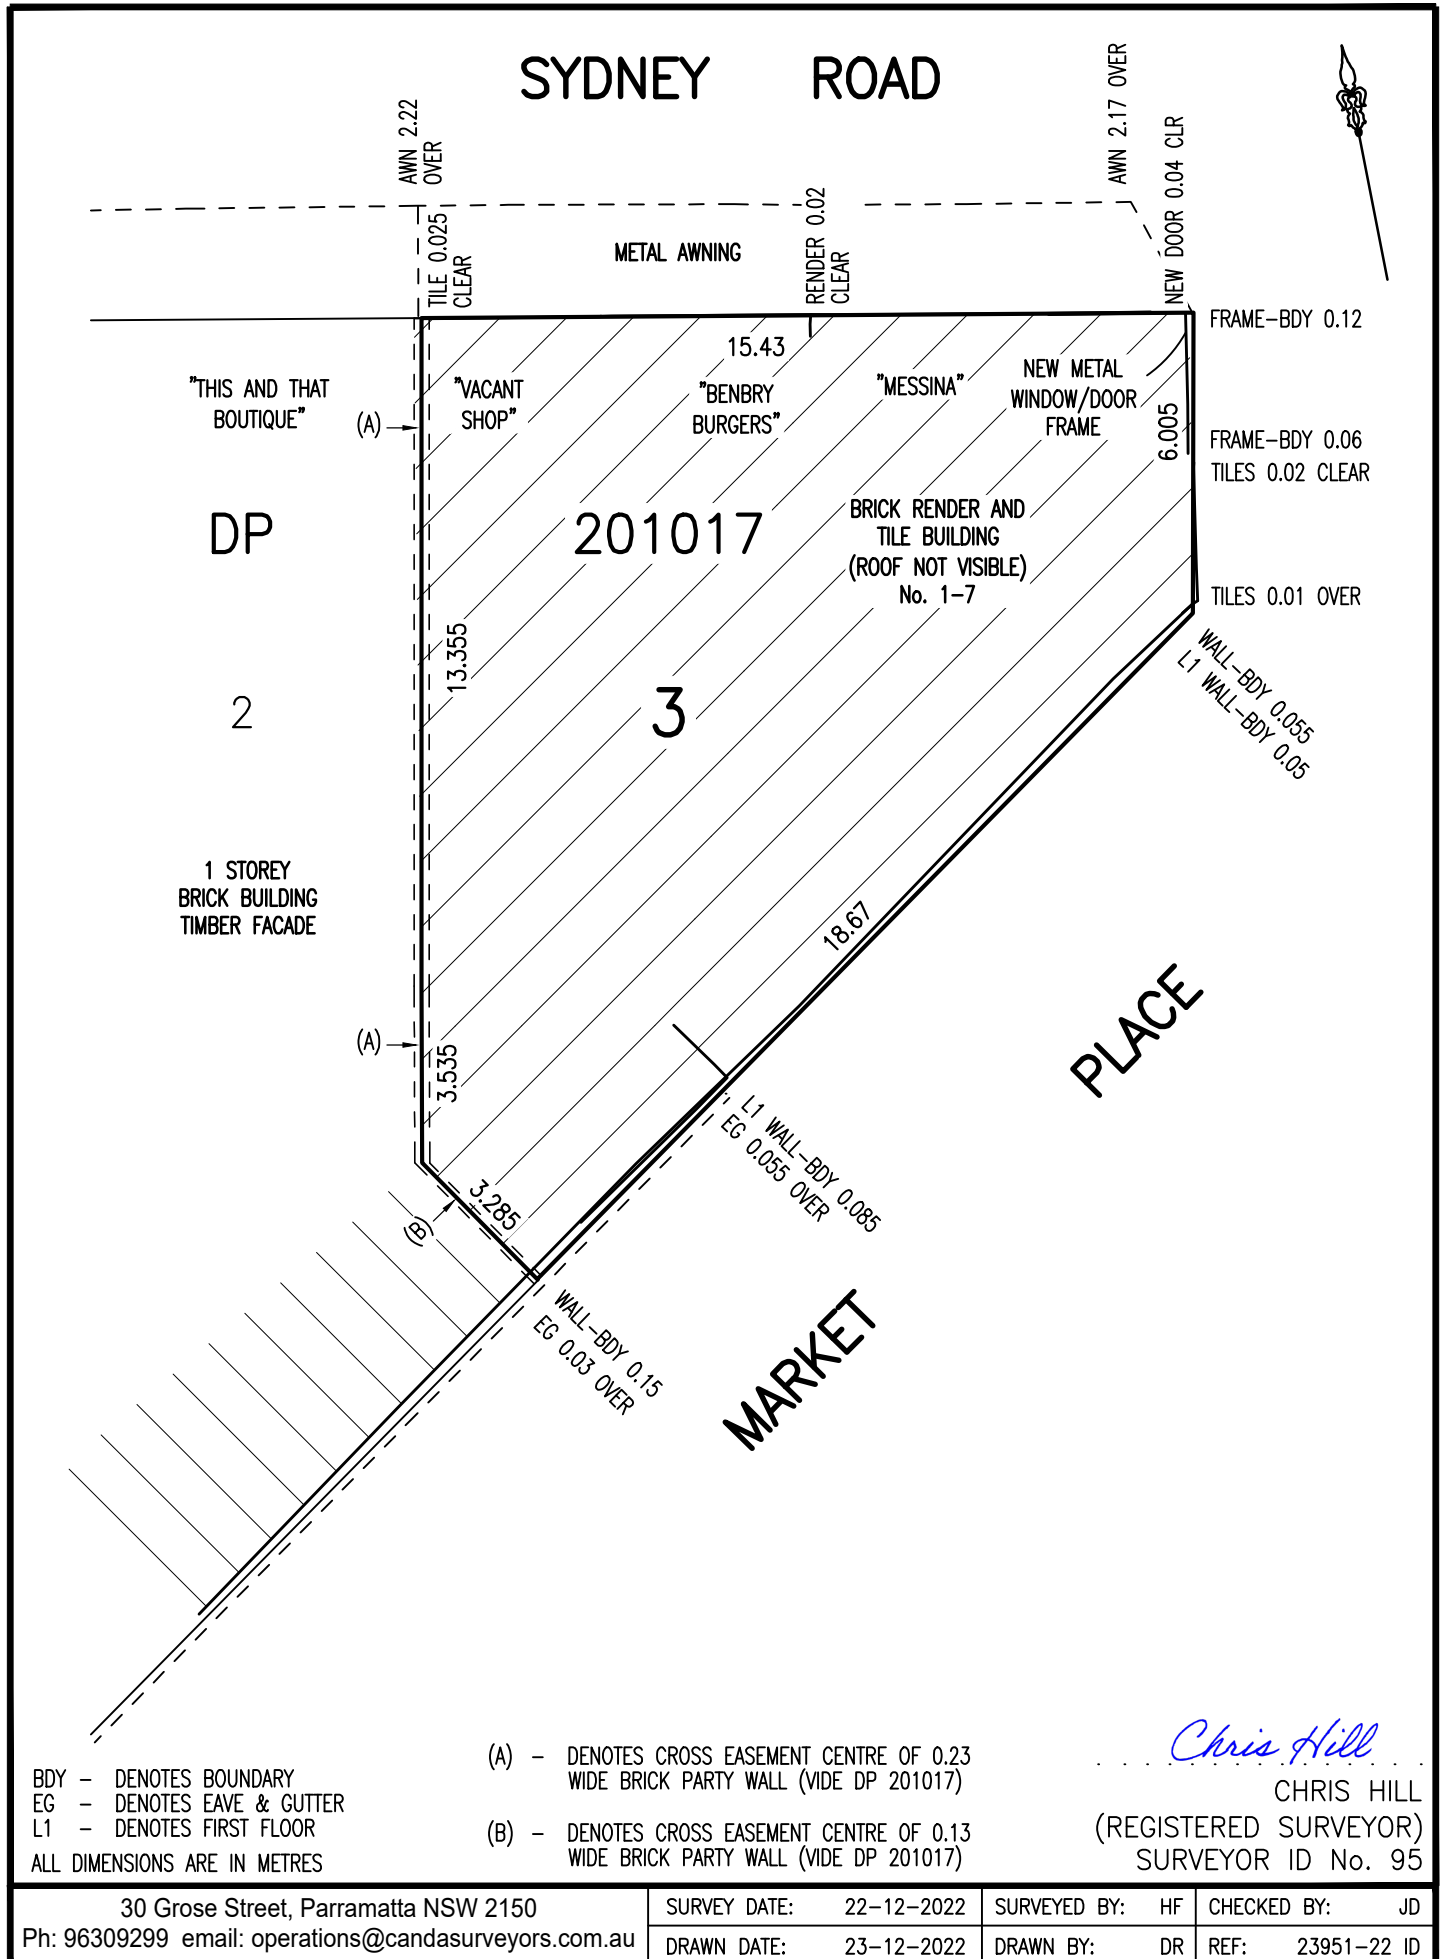 SYDNEY ROAD
AWN 2.22
OVER
AWN 2.17 OVER
NEW DOOR 0.04 CLR
TILE 0.025
CLEAR
METAL AWNING
RENDER 0.02
CLEAR
FRAME-BDY 0.12
15.43
"THIS AND THAT
BOUTIQUE"
(A)
"VACANT
SHOP"
"BENBRY
BURGERS"
"MESSINA"
NEW METAL
WINDOW/DOOR
FRAME
6.005
FRAME-BDY 0.06
TILES 0.02 CLEAR
DP 201017
BRICK RENDER AND
TILE BUILDING
(ROOF NOT VISIBLE)
No. 1-7
TILES 0.01 OVER
13.355
WALL-BDY 0.055
L1 WALL-BDY 0.05
2
3
1 STOREY
BRICK BUILDING
TIMBER FACADE
18.67
(A)
3.535
L1 WALL-BDY 0.085
EG 0.055 OVER
3.285
(B)
WALL-BDY 0.15
EG 0.03 OVER
MARKET PLACE
BDY - DENOTES BOUNDARY
EG - DENOTES EAVE & GUTTER
L1 - DENOTES FIRST FLOOR
ALL DIMENSIONS ARE IN METRES
(A) - DENOTES CROSS EASEMENT CENTRE OF 0.23
WIDE BRICK PARTY WALL (VIDE DP 201017)
(B) - DENOTES CROSS EASEMENT CENTRE OF 0.13
WIDE BRICK PARTY WALL (VIDE DP 201017)
Chris Hill
CHRIS HILL
(REGISTERED SURVEYOR)
SURVEYOR ID No. 95
30 Grose Street, Parramatta NSW 2150
Ph: 96309299 email: operations@candasurveyors.com.au
SURVEY DATE: 22-12-2022 SURVEYED BY: HF CHECKED BY: JD
DRAWN DATE: 23-12-2022 DRAWN BY: DR REF: 23951-22 ID